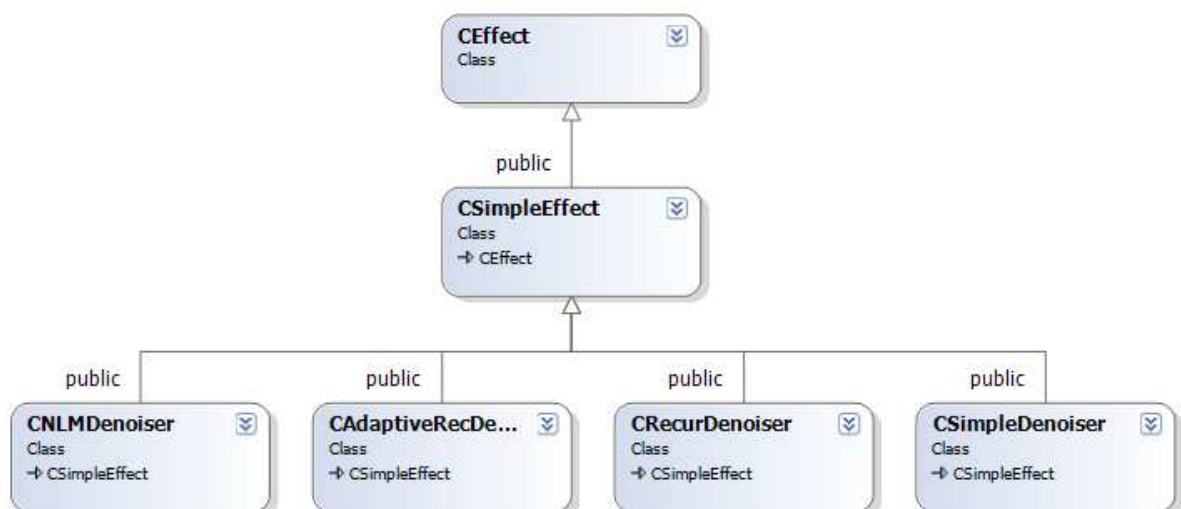 CEffect
Class
public
CSimpleEffect
Class
CEffect
public
public
public
public
CNLMDenoiser
Class
CSimpleEffect
CAdaptiveRecDe...
Class
CSimpleEffect
CRecurDenoiser
Class
CSimpleEffect
CSimpleDenoiser
Class
CSimpleEffect